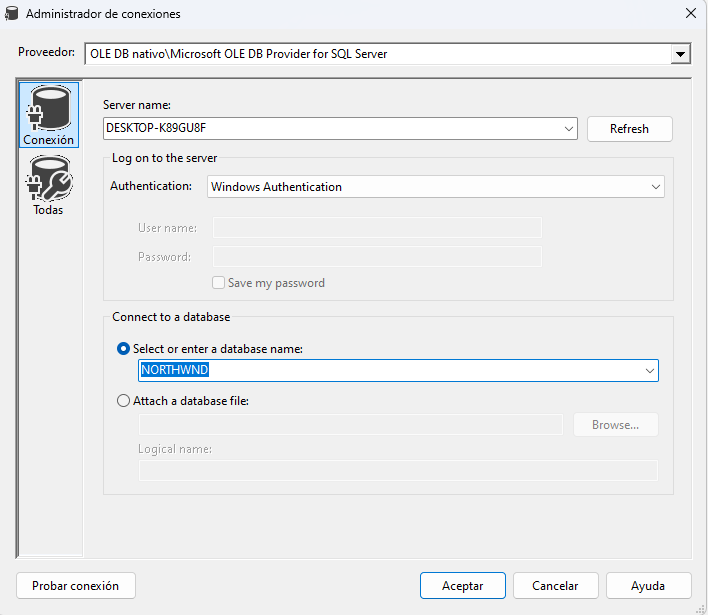 Administrador de conexiones
Proveedor: OLE DB nativo\Microsoft OLE DB Provider for SQL Server
Conexión
Todas
Server name:
DESKTOP-K89GU8F
Refresh
Log on to the server
Authentication: Windows Authentication
User name:
Password:
Save my password
Connect to a database
Select or enter a database name:
NORTHWND
Attach a database file:
Browse...
Logical name:
Probar conexión
Aceptar
Cancelar
Ayuda